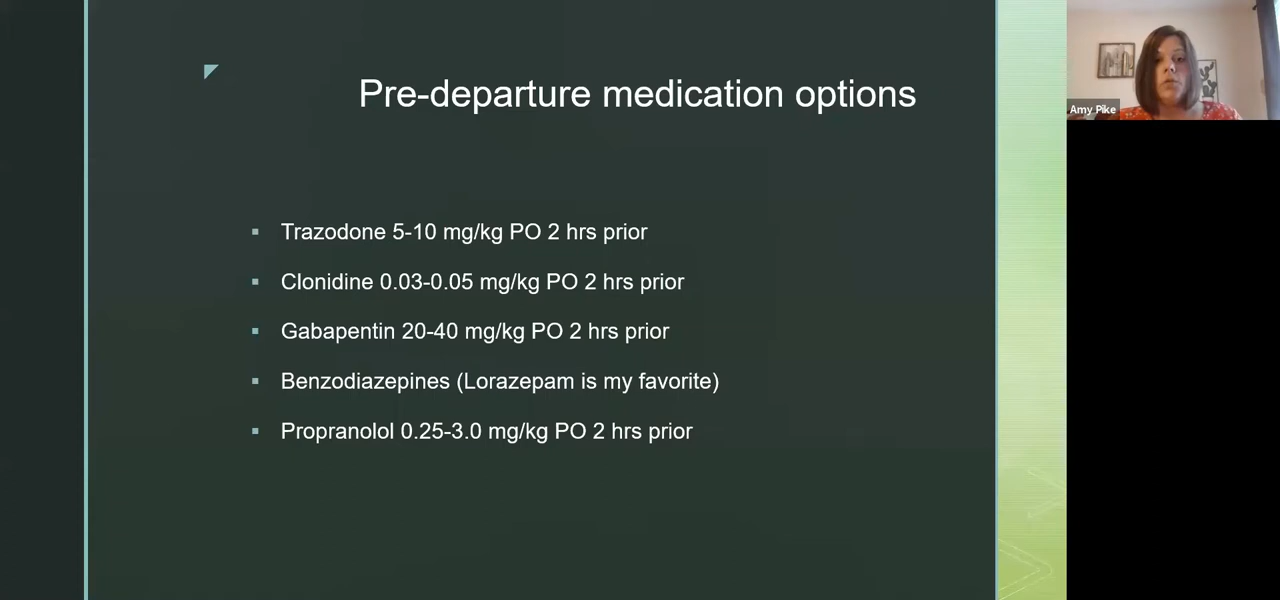 Pre-departure medication options
Trazodone 5-10 mg/kg PO 2 hrs prior
Clonidine 0.03-0.05 mg/kg PO 2 hrs prior
Gabapentin 20-40 mg/kg PO 2 hrs prior
Benzodiazepines (Lorazepam is my favorite)
Propranolol 0.25-3.0 mg/kg PO 2 hrs prior
Amy Pike